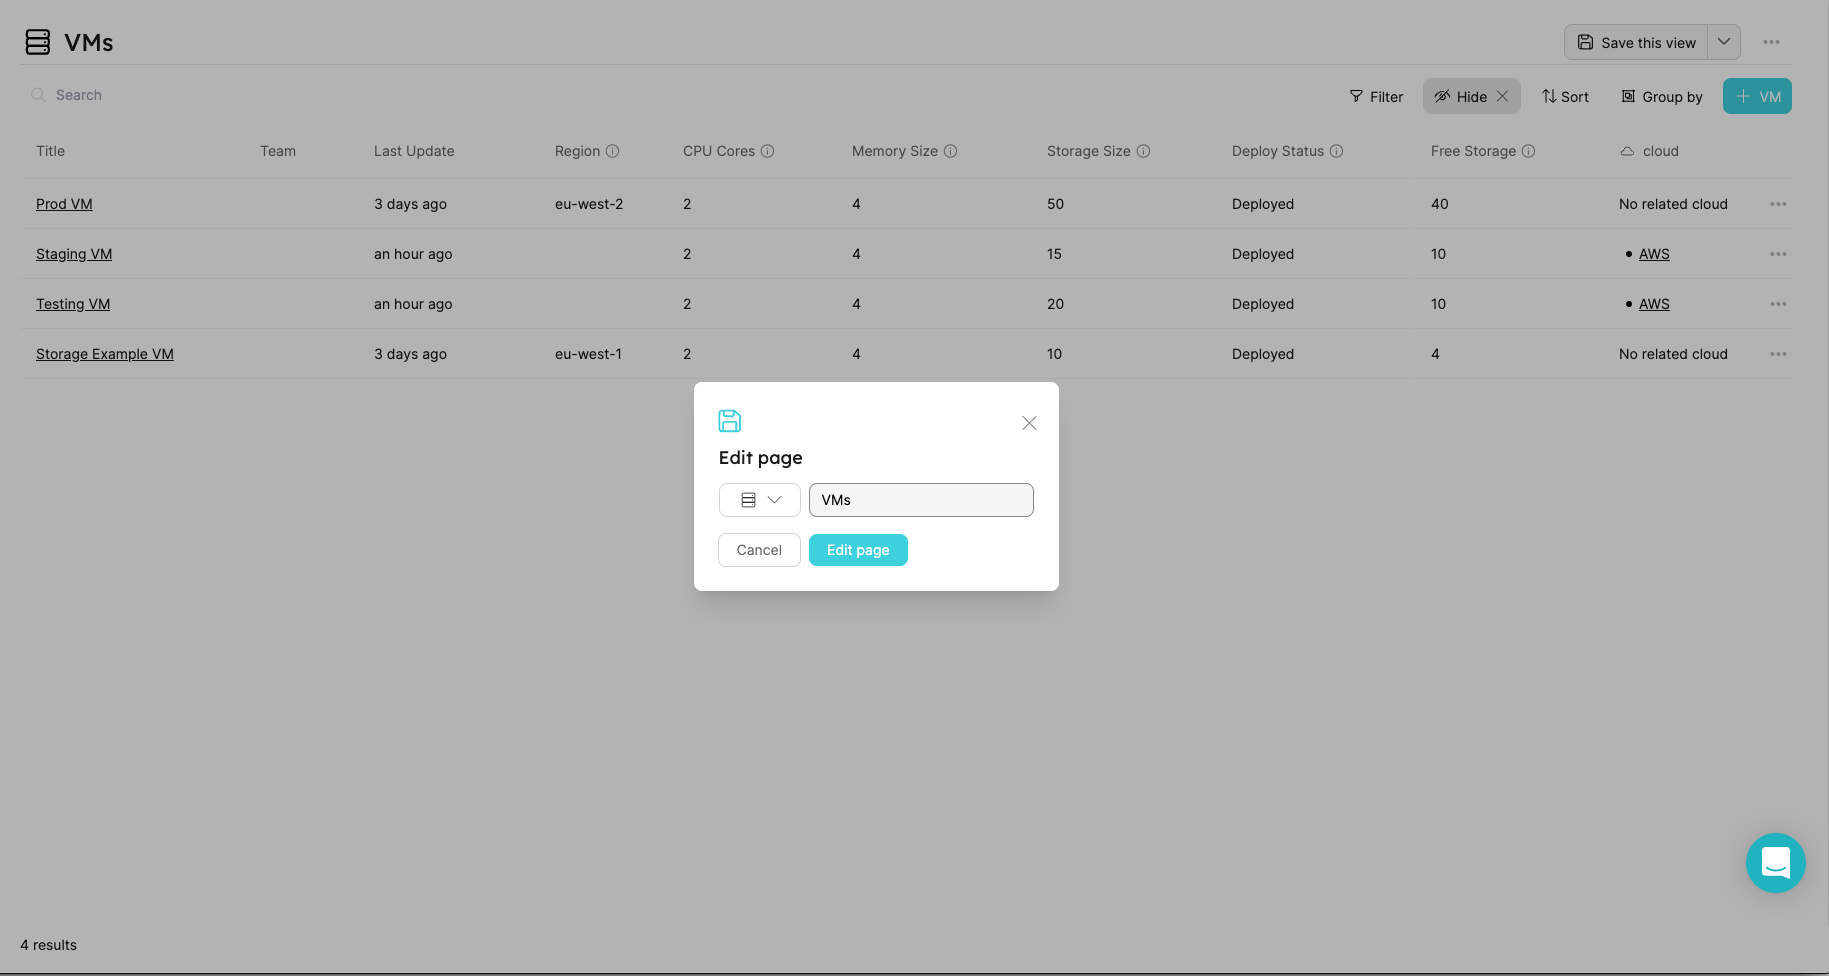 VMs
Save this view
Search
Filter Hide Sort Group by VM
Title Team Last Update Region CPU Cores Memory Size Storage Size Deploy Status Free Storage cloud
Prod VM 3 days ago eu-west-2 2 4 50 Deployed 40 No related cloud
Staging VM an hour ago 2 4 15 Deployed 10 AWS
Testing VM an hour ago 2 4 20 Deployed 10 AWS
Storage Example VM 3 days ago eu-west-1 2 4 10 Deployed 4 No related cloud
Edit page
VMs
Cancel Edit page
4 results